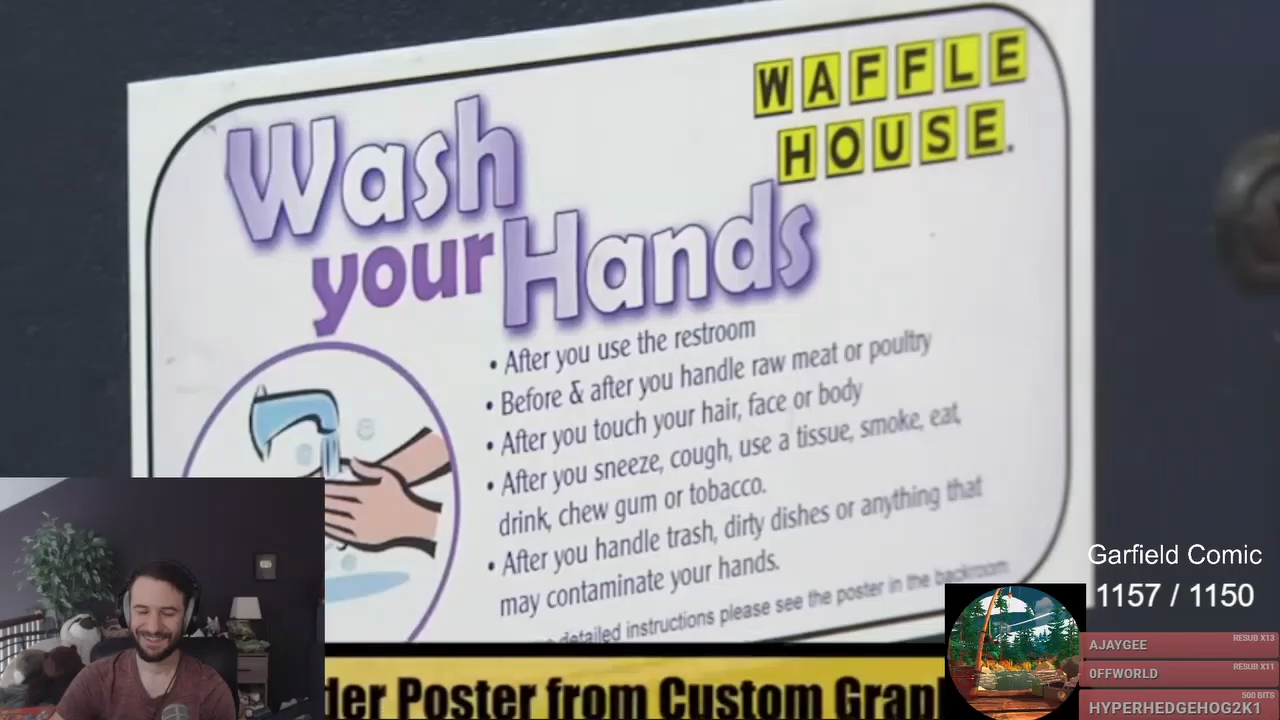 WAFFLE
HOUSE.
Wash
your Hands
• After you use the restroom
• Before & after you handle raw meat or poultry
• After you touch your hair, face or body
• After you sneeze, cough, use a tissue, smoke, eat,
drink, chew gum or tobacco.
• After you handle trash, dirty dishes or anything that
may contaminate your hands.
detailed instructions please see the poster in the backroom
der Poster from Custom Grap
Garfield Comic
1157 / 1150
AJAYGEE RESUB X13
0FFWORLD RESUB X11
HYPERHEDGEHOG2K1 500 BITS